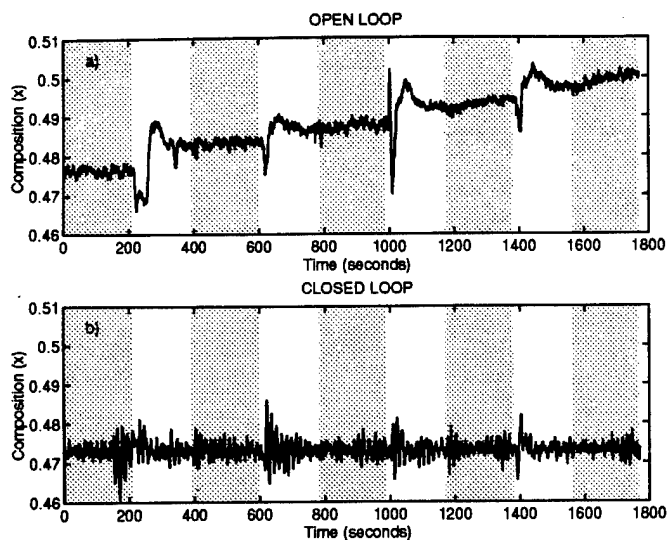 OPEN LOOP
0.51
a)
0.5
0.49
0.48
0.47
0.46
Composition (x)
0 200 400 600 800 1000 1200 1400 1600 1800
Time (seconds)
CLOSED LOOP
0.51
b)
0.5
0.49
0.48
0.47
0.46
Composition (x)
0 200 400 600 800 1000 1200 1400 1600 1800
Time (seconds)